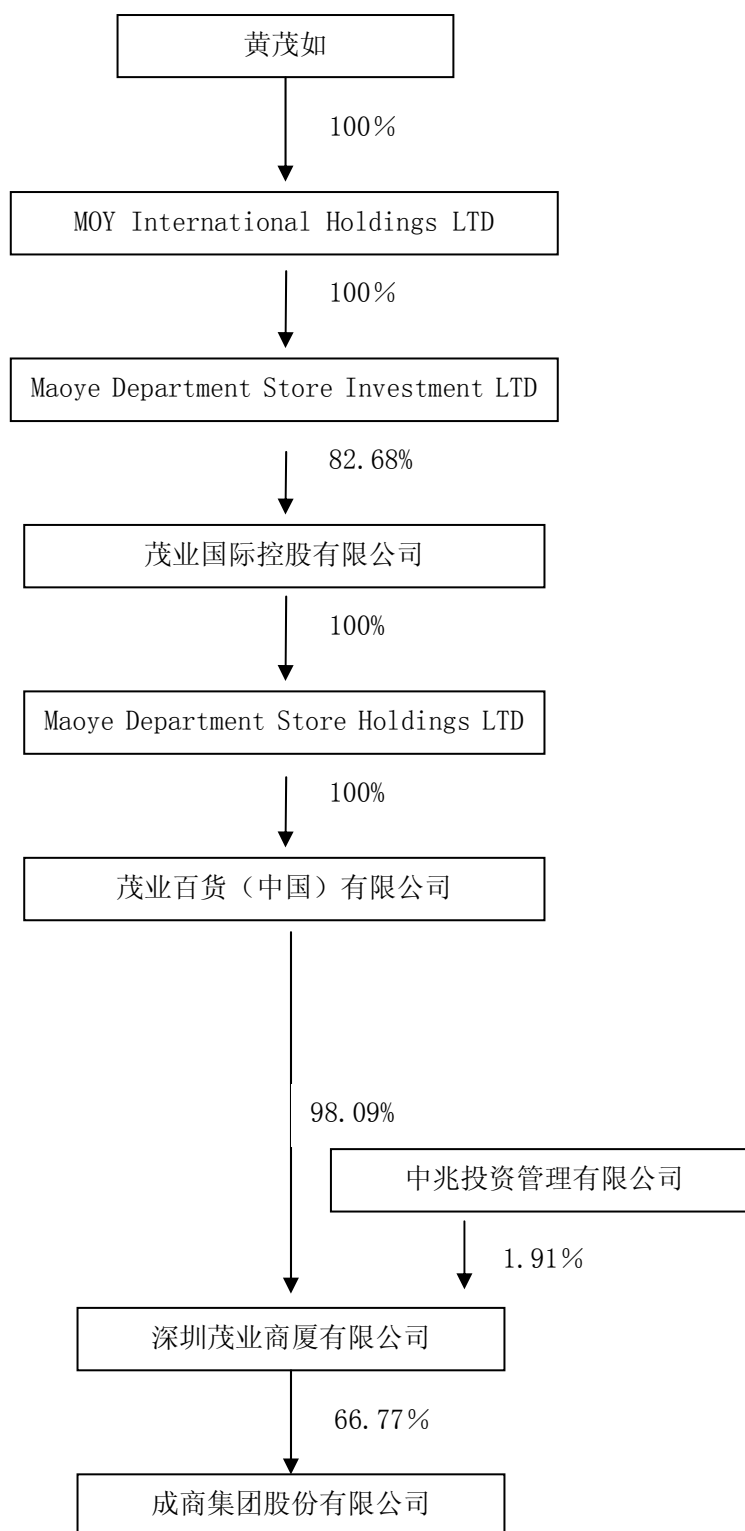 黄茂如
100％
MOY International Holdings LTD
100％
Maoye Department Store Investment LTD
82.68%
茂业国际控股有限公司
100%
Maoye Department Store Holdings LTD
100%
茂业百货（中国）有限公司
98.09%
中兆投资管理有限公司
1.91％
深圳茂业商厦有限公司
66.77％
成商集团股份有限公司